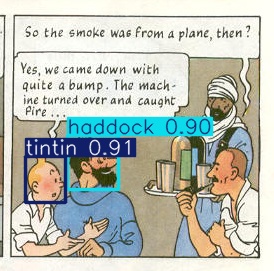 So the smoke was from a plane, then?
Yes, we came down with
quite a bump. The mach-
ine turned over and caught
fire ...
haddock 0.90
tintin 0.91